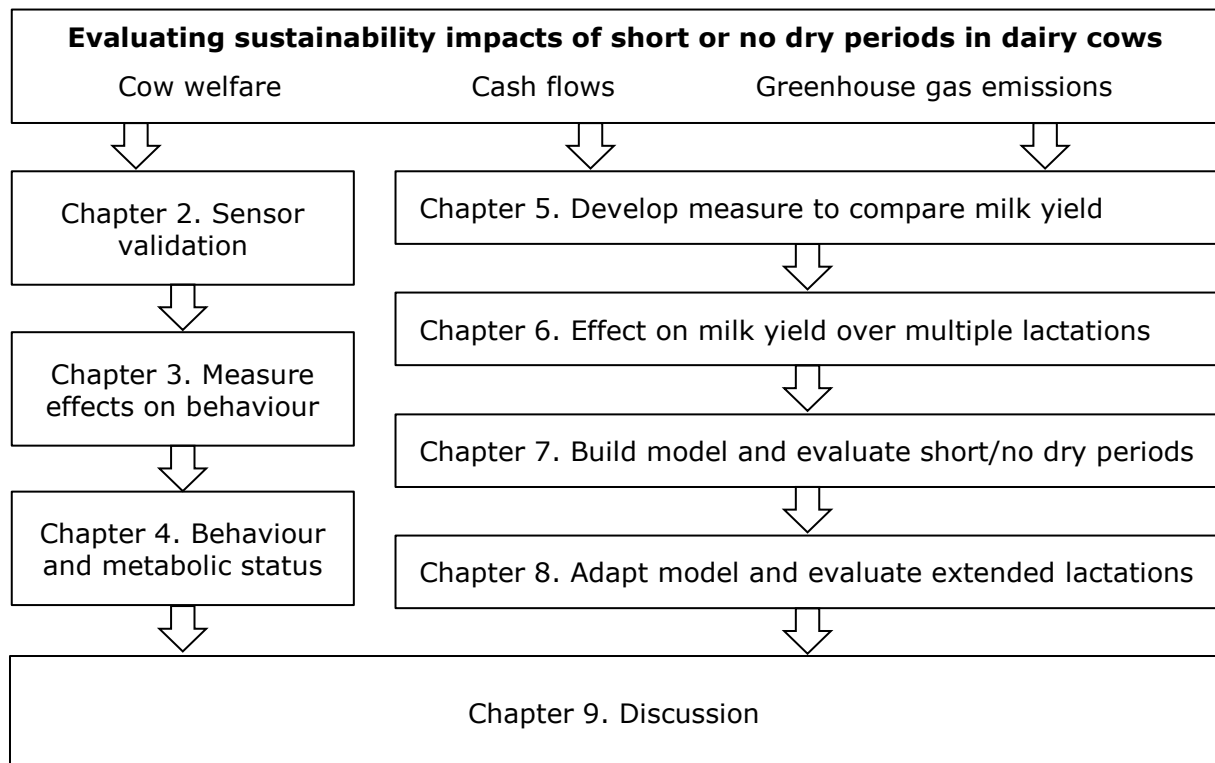 Evaluating sustainability impacts of short or no dry periods in dairy cows
Cow welfare
Cash flows
Greenhouse gas emissions
Chapter 2. Sensor
validation
Chapter 3. Measure
effects on behaviour
Chapter 4. Behaviour
and metabolic status
Chapter 5. Develop measure to compare milk yield
Chapter 6. Effect on milk yield over multiple lactations
Chapter 7. Build model and evaluate short/no dry periods
Chapter 8. Adapt model and evaluate extended lactations
Chapter 9. Discussion